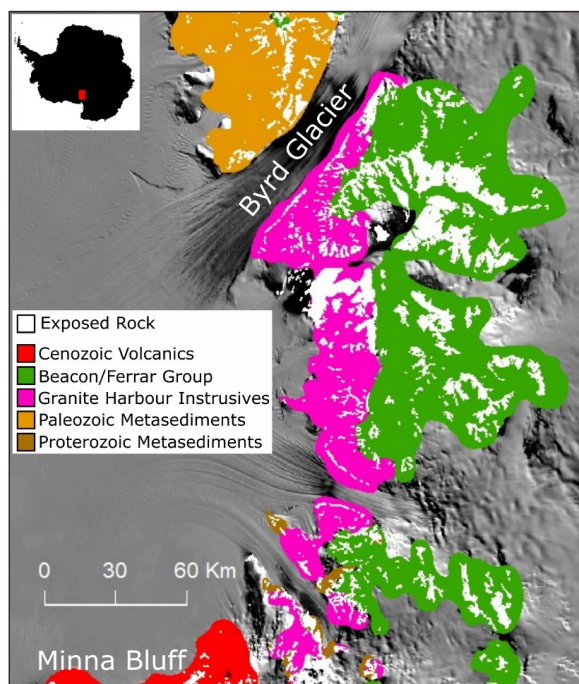 Byrd Glacier
Exposed Rock
Cenozoic Volcanics
Beacon/Ferrar Group
Granite Harbour Instrusives
Paleozoic Metasediments
Proterozoic Metasediments
0 30 60 Km
Minna Bluff